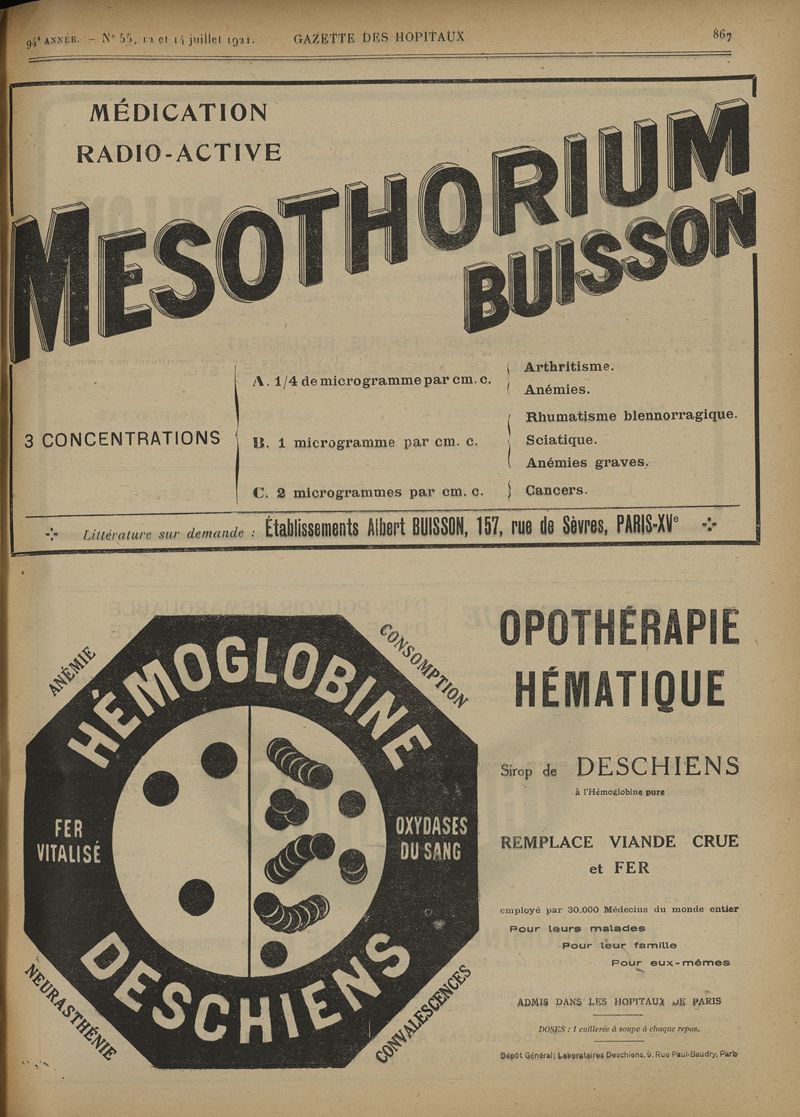 94e ANNÉE. — N° 55, 12 et 14 juillet 1921. GAZETTE DES HOPITAUX 867
MÉDICATION
RADIO-ACTIVE
MESOTHORIUM
BUISSON
3 CONCENTRATIONS
A. 1/4 de microgramme par cm. c.
Arthritisme.
Anémies.
B. 1 microgramme par cm. c.
Rhumatisme blennorragique.
Sciatique.
Anémies graves.
C. 2 microgrammes par cm. c.
Cancers.
Littérature sur demande : Établissements Albert BUISSON, 157, rue de Sèvres, PARIS-XVe
ANÉMIE
CONSOMPTION
HÉMOGLOBINE
FER
VITALISÉ
OXYDASES
DU SANG
DESCHIENS
NEURASTHÉNIE
CONVALESCENCES
OPOTHÉRAPIE
HÉMATIQUE
Sirop de DESCHIENS
à l'Hémoglobine pure
REMPLACE VIANDE CRUE
et FER
employé par 30.000 Médecins du monde entier
Pour leurs malades
Pour leur famille
Pour eux-mêmes
ADMIS DANS LES HOPITAUX DE PARIS
DOSES : 1 cuillerée à soupe à chaque repas.
Dépôt Général; Laboratoires Deschiens, 9, Rue Paul-Baudry, Paris